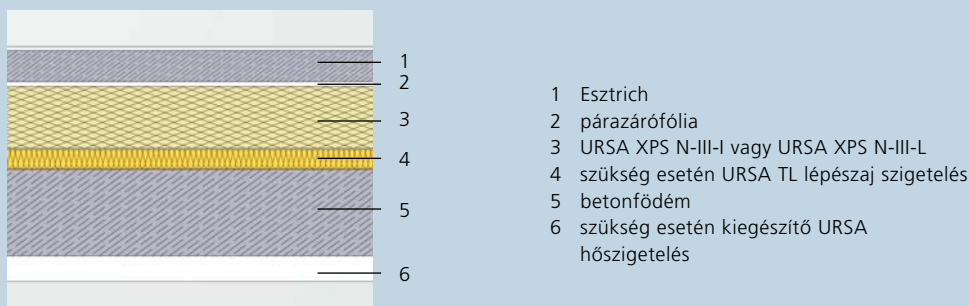 1
2
3
4
5
6
1 Esztrich
2 párazárófólia
3 URSA XPS N-III-I vagy URSA XPS N-III-L
4 szükség esetén URSA TL lépészaj szigetelés
5 betonfödém
6 szükség esetén kiegészítő URSA
hőszigetelés